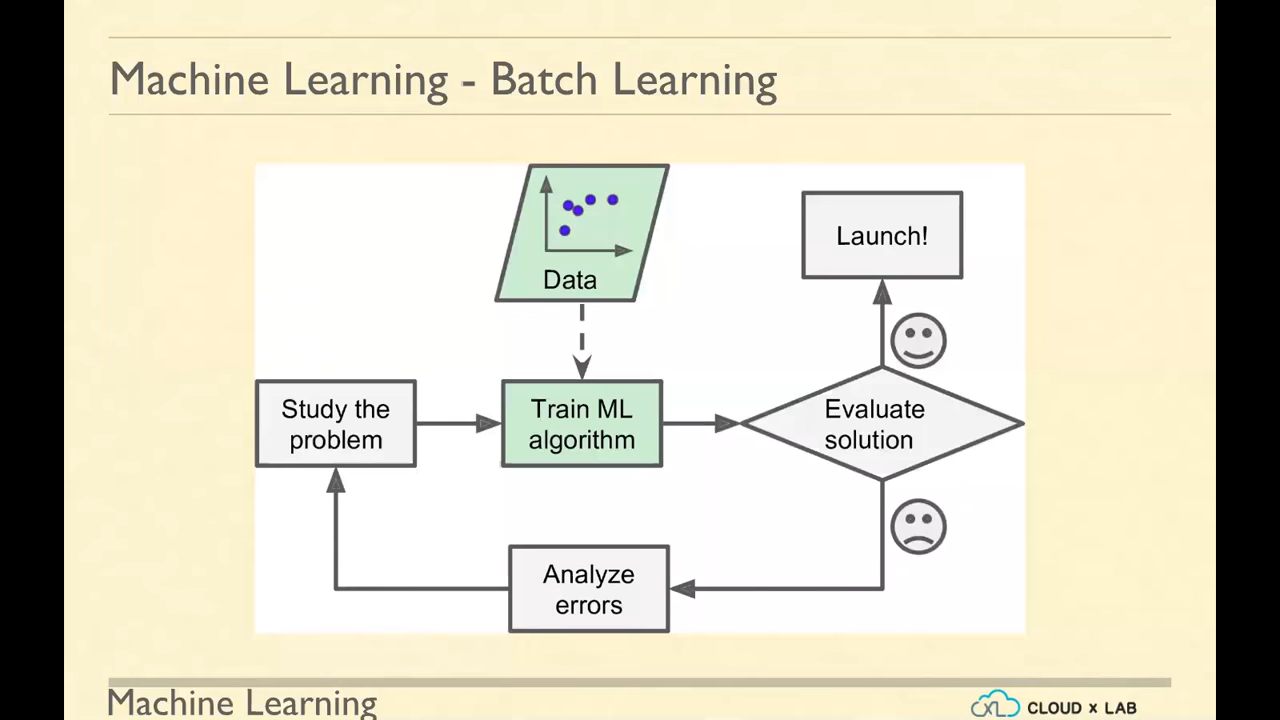 Machine Learning - Batch Learning
Data
Launch!
Study the
problem
Train ML
algorithm
Evaluate
solution
Analyze
errors
Machine Learning
CLOUD x LAB